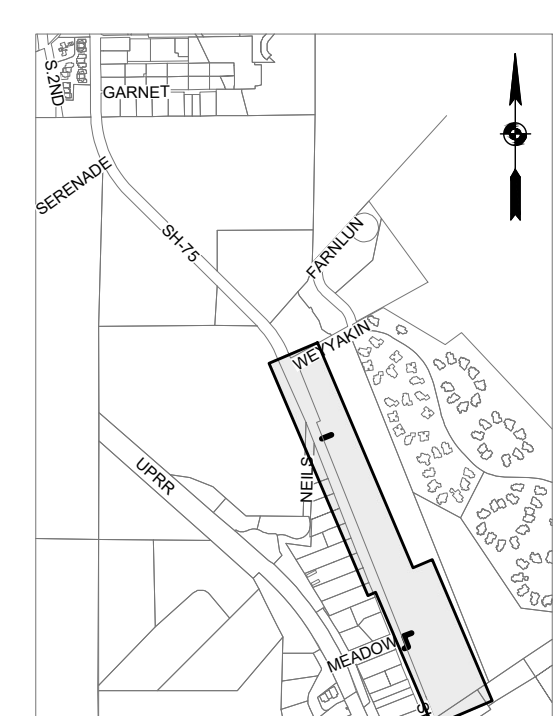 S. 2ND
GARNET
SERENADE
SH-75
FARNLUN
WEYYAKIN
NEILS
UPRR
MEADOW